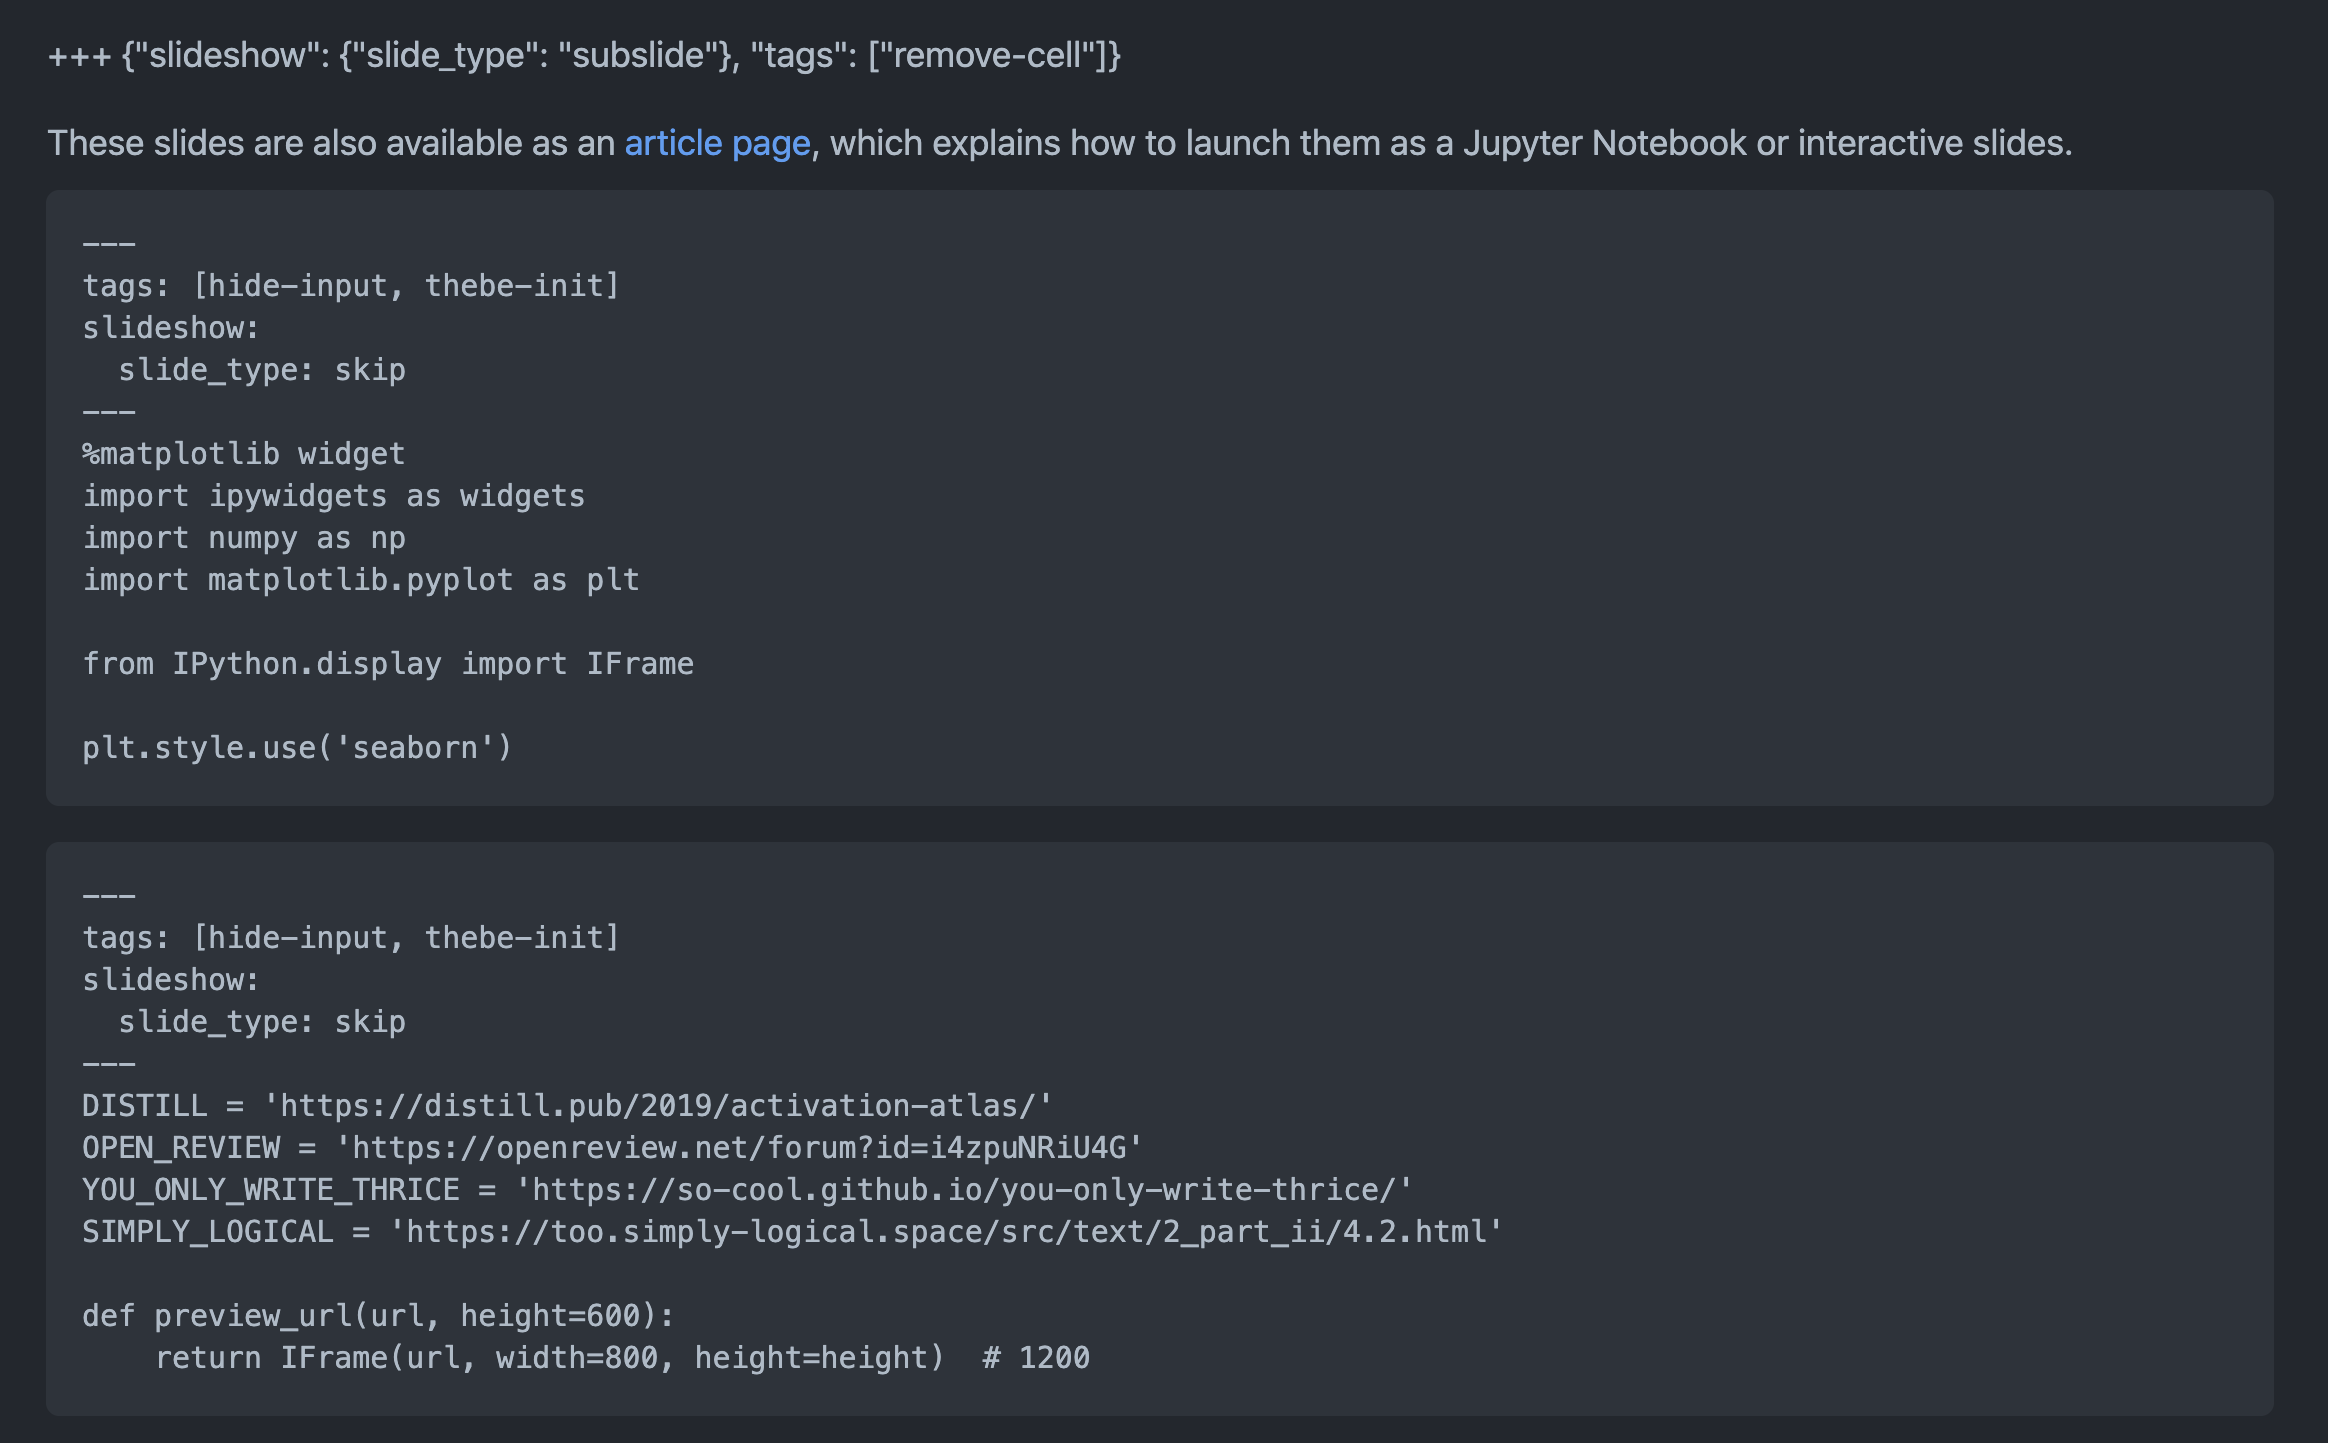 +++ {"slideshow": {"slide_type": "subslide"}, "tags": ["remove-cell"]}
These slides are also available as an article page, which explains how to launch them as a Jupyter Notebook or interactive slides.
---
tags: [hide-input, thebe-init]
slideshow:
  slide_type: skip
---
%matplotlib widget
import ipywidgets as widgets
import numpy as np
import matplotlib.pyplot as plt

from IPython.display import IFrame

plt.style.use('seaborn')

---
tags: [hide-input, thebe-init]
slideshow:
  slide_type: skip
---
DISTILL = 'https://distill.pub/2019/activation-atlas/'
OPEN_REVIEW = 'https://openreview.net/forum?id=i4zpuNRiU4G'
YOU_ONLY_WRITE_THRICE = 'https://so-cool.github.io/you-only-write-thrice/'
SIMPLY_LOGICAL = 'https://too.simply-logical.space/src/text/2_part_ii/4.2.html'

def preview_url(url, height=600):
    return IFrame(url, width=800, height=height)  # 1200